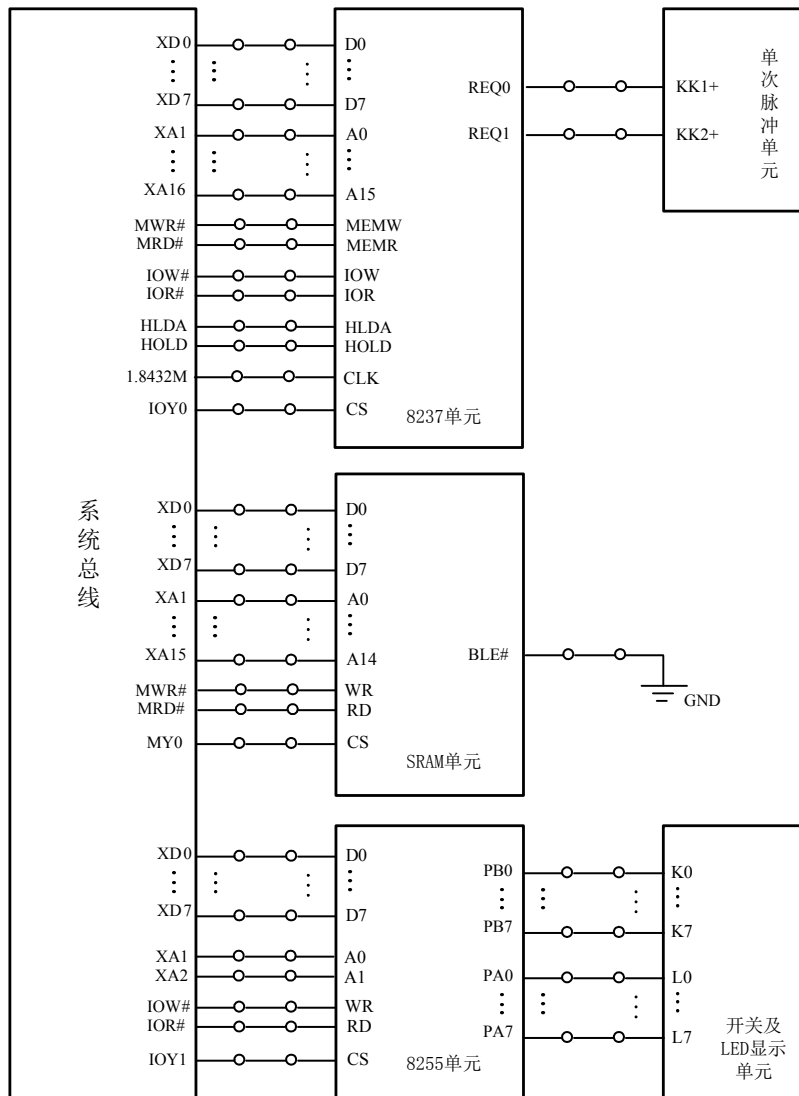 系统总线
XD0
XD7
XA1
XA16
MWR#
MRD#
IOW#
IOR#
HLDA
HOLD
1.8432M
IOY0
D0
D7
A0
A15
MEMW
MEMR
IOW
IOR
HLDA
HOLD
CLK
CS
8237单元
REQ0
REQ1
KK1+
KK2+
单次脉冲单元
XD0
XD7
XA1
XA15
MWR#
MRD#
MY0
D0
D7
A0
A14
WR
RD
CS
SRAM单元
BLE#
GND
XD0
XD7
XA1
XA2
IOW#
IOR#
IOY1
D0
D7
A0
A1
WR
RD
CS
8255单元
PB0
PB7
PA0
PA7
K0
K7
L0
L7
开关及
LED显示
单元